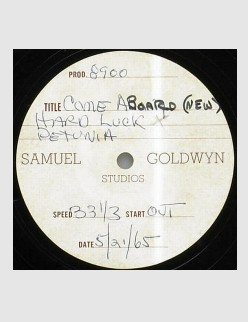 PROD. 8900
TITLE COME ABOARD (NEW)
HARD LUCK +
PETUNIA
SAMUEL GOLDWYN
STUDIOS
SPEED 33 1/3 START OUT
DATE 5/21/65